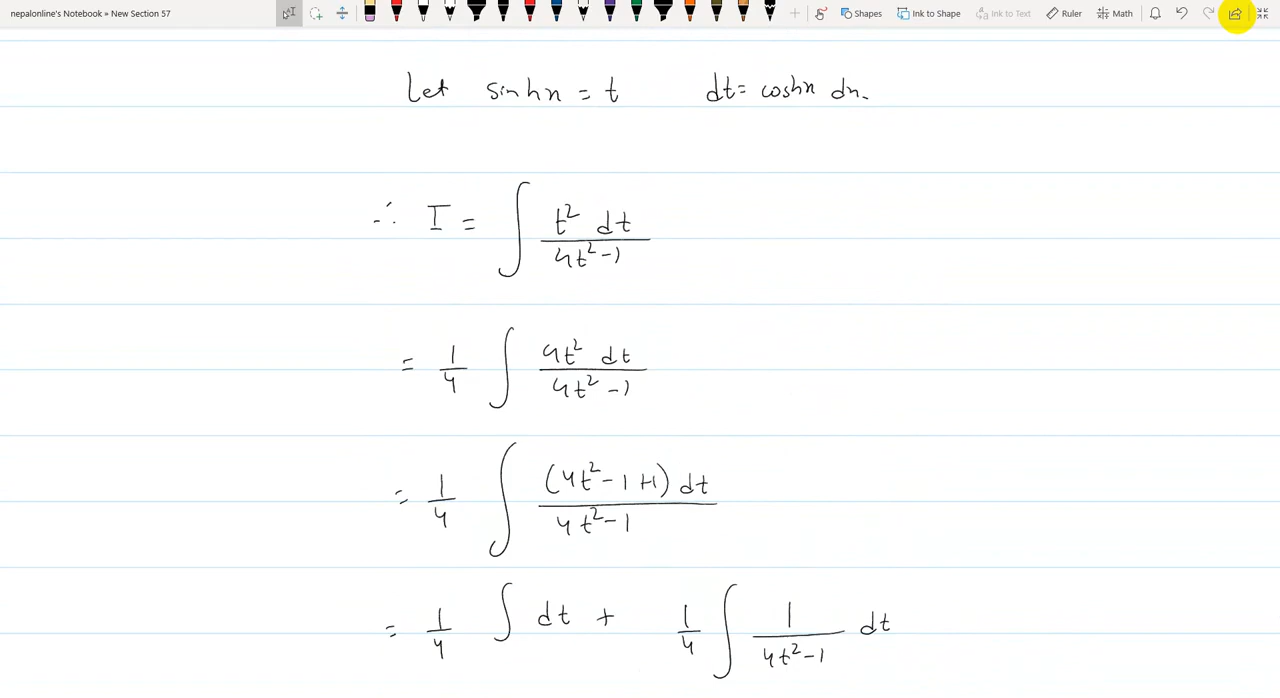 nepalonline's Notebook » New Section 57
Shapes Ink to Shape Ink to Text Ruler Math
Let sinhx = t dt = coshx dx.
∴ I = ∫ t² dt / 4t²-1
= 1/4 ∫ 4t² dt / 4t²-1
= 1/4 ∫ (4t²-1+1) dt / 4t²-1
= 1/4 ∫ dt + 1/4 ∫ 1 / 4t²-1 dt